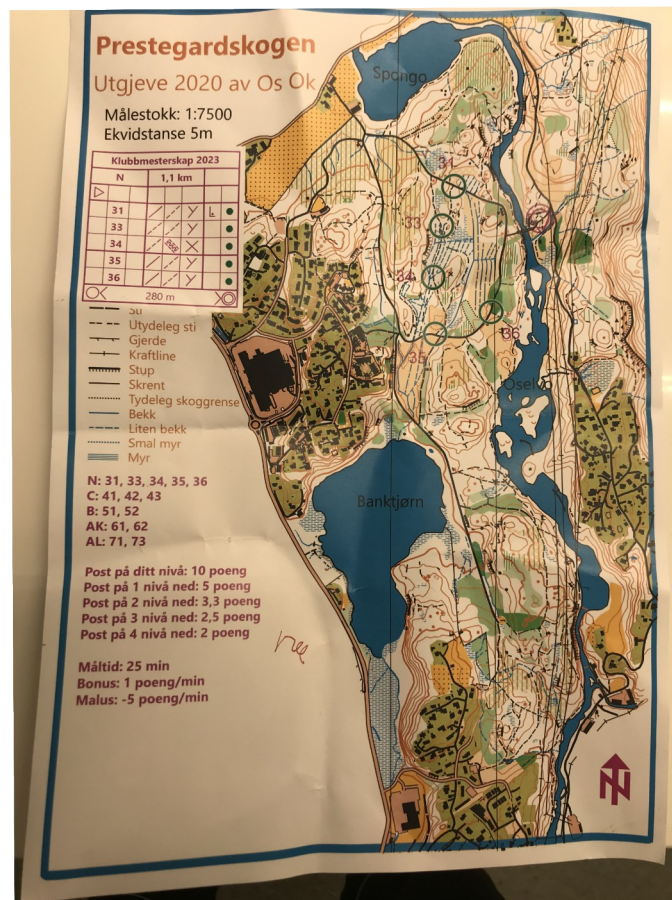 Prestegardskogen
Utgjeve 2020 av Os Ok
Målestokk: 1:7500
Ekvidstanse 5m
Klubbmesterskap 2023
N 1,1 km
31
33
34
35
36
280 m
Sti
Utydeleg sti
Gjerde
Kraftline
Stup
Skrent
Tydeleg skoggrense
Bekk
Liten bekk
Smal myr
Myr
N: 31, 33, 34, 35, 36
C: 41, 42, 43
B: 51, 52
AK: 61, 62
AL: 71, 73
Post på ditt nivå: 10 poeng
Post på 1 nivå ned: 5 poeng
Post på 2 nivå ned: 3,3 poeng
Post på 3 nivå ned: 2,5 poeng
Post på 4 nivå ned: 2 poeng
Måltid: 25 min
Bonus: 1 poeng/min
Malus: -5 poeng/min
Spongo
31
33
34
35
36
Banktjørn
N